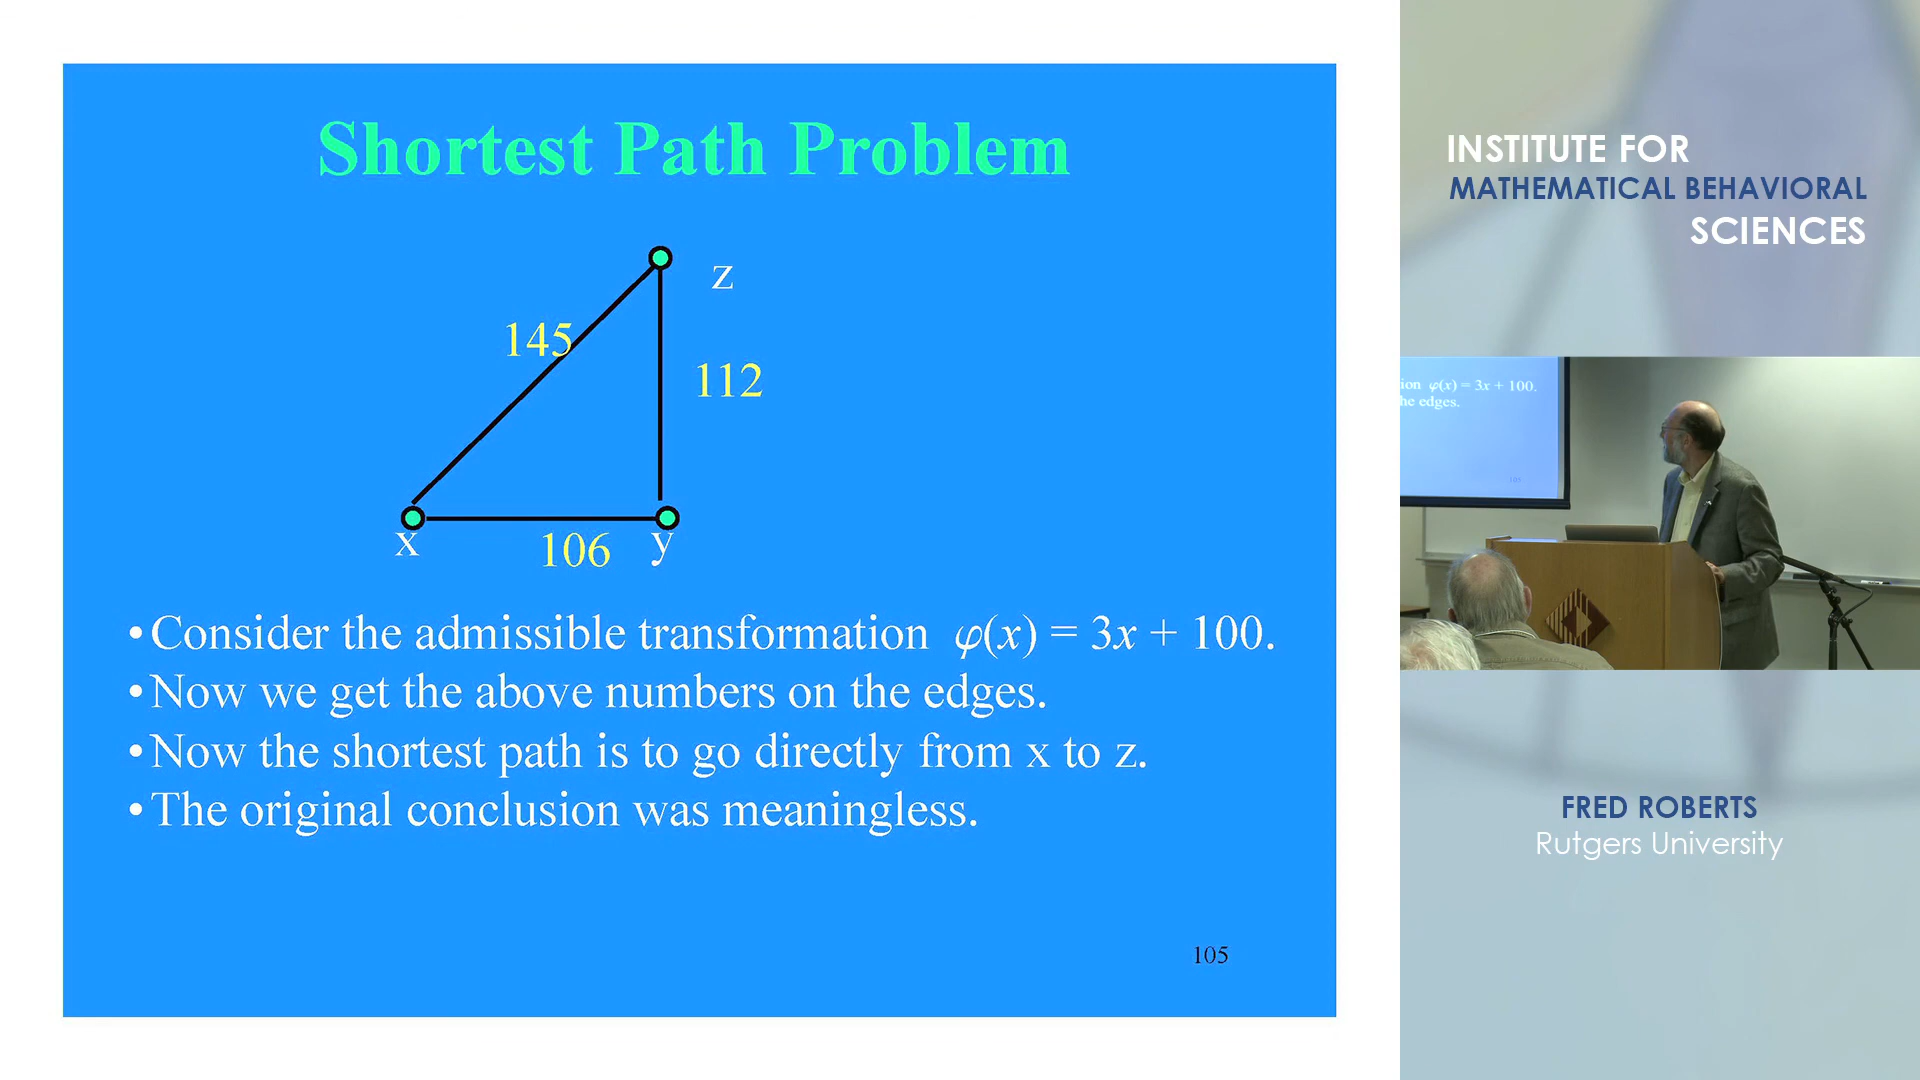 Shortest Path Problem
z
145
112
x
106
y
•Consider the admissible transformation φ(x) = 3x + 100.
•Now we get the above numbers on the edges.
•Now the shortest path is to go directly from x to z.
•The original conclusion was meaningless.
105
INSTITUTE FOR
MATHEMATICAL BEHAVIORAL
SCIENCES
ion φ(x) = 3x + 100.
he edges.
105
FRED ROBERTS
Rutgers University